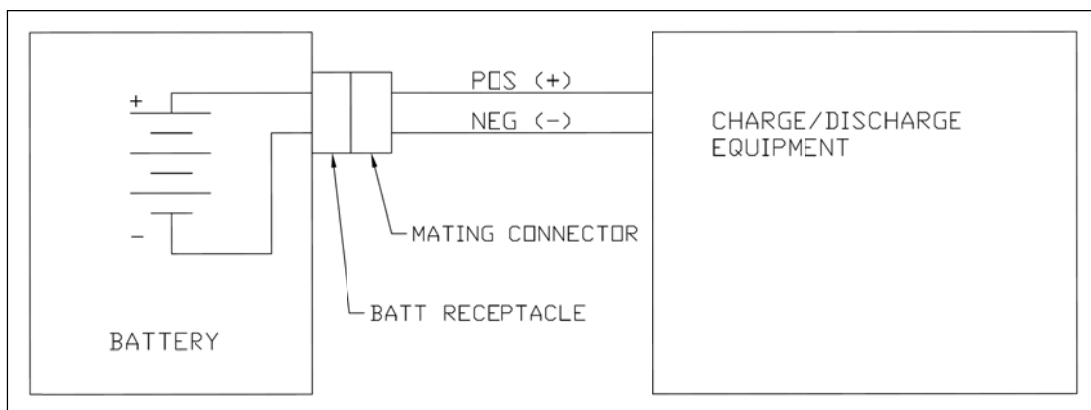 +
-
POS (+)
NEG (-)
CHARGE/DISCHARGE
EQUIPMENT
MATING CONNECTOR
BATT RECEPTACLE
BATTERY